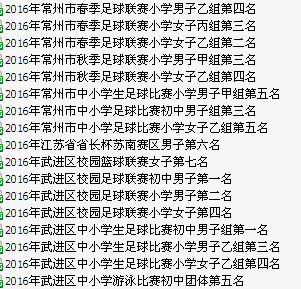 2016年常州市春季足球联赛小学男子乙组第四名
2016年常州市春季足球联赛小学女子丙组第三名
2016年常州市春季足球联赛小学女子乙组第二名
2016年常州市秋季足球联赛小学男子甲组第三名
2016年常州市秋季足球联赛小学女子乙组第四名
2016年常州市中小学生足球比赛小学男子甲组第五名
2016年常州市中小学足球比赛初中男子组第三名
2016年常州市中小学足球比赛小学女子乙组第五名
2016年江苏省省长杯苏南赛区男子第六名
2016年武进区校园篮球联赛女子第七名
2016年武进区校园足球联赛初中男子第一名
2016年武进区校园足球联赛小学男子第二名
2016年武进区校园足球联赛小学女子第四名
2016年武进区中小学生足球比赛初中男子组第一名
2016年武进区中小学生足球比赛小学男子乙组第三名
2016年武进区中小学生足球比赛小学女子乙组第四名
2016年武进区中小学游泳比赛初中团体第五名